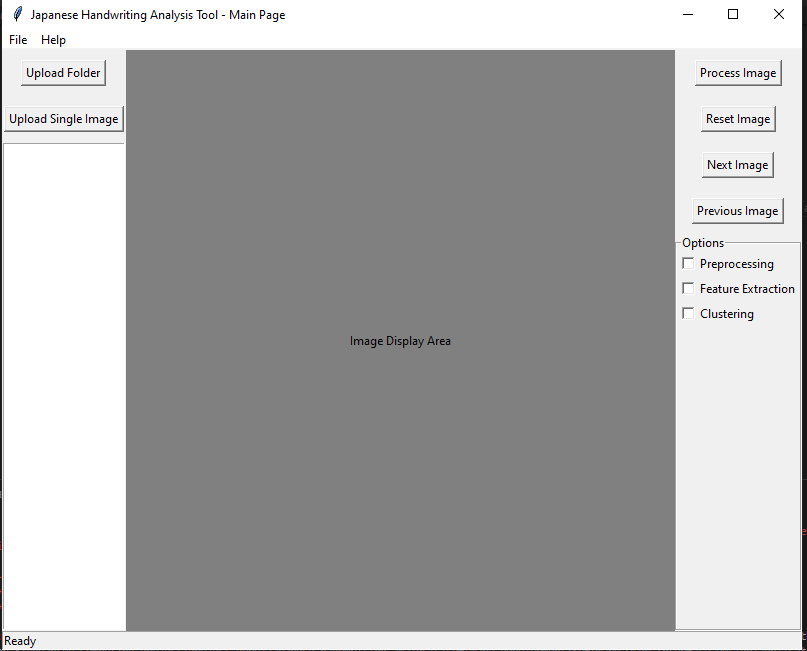 Japanese Handwriting Analysis Tool - Main Page
File Help
Upload Folder
Upload Single Image
Image Display Area
Process Image
Reset Image
Next Image
Previous Image
Options
Preprocessing
Feature Extraction
Clustering
Ready